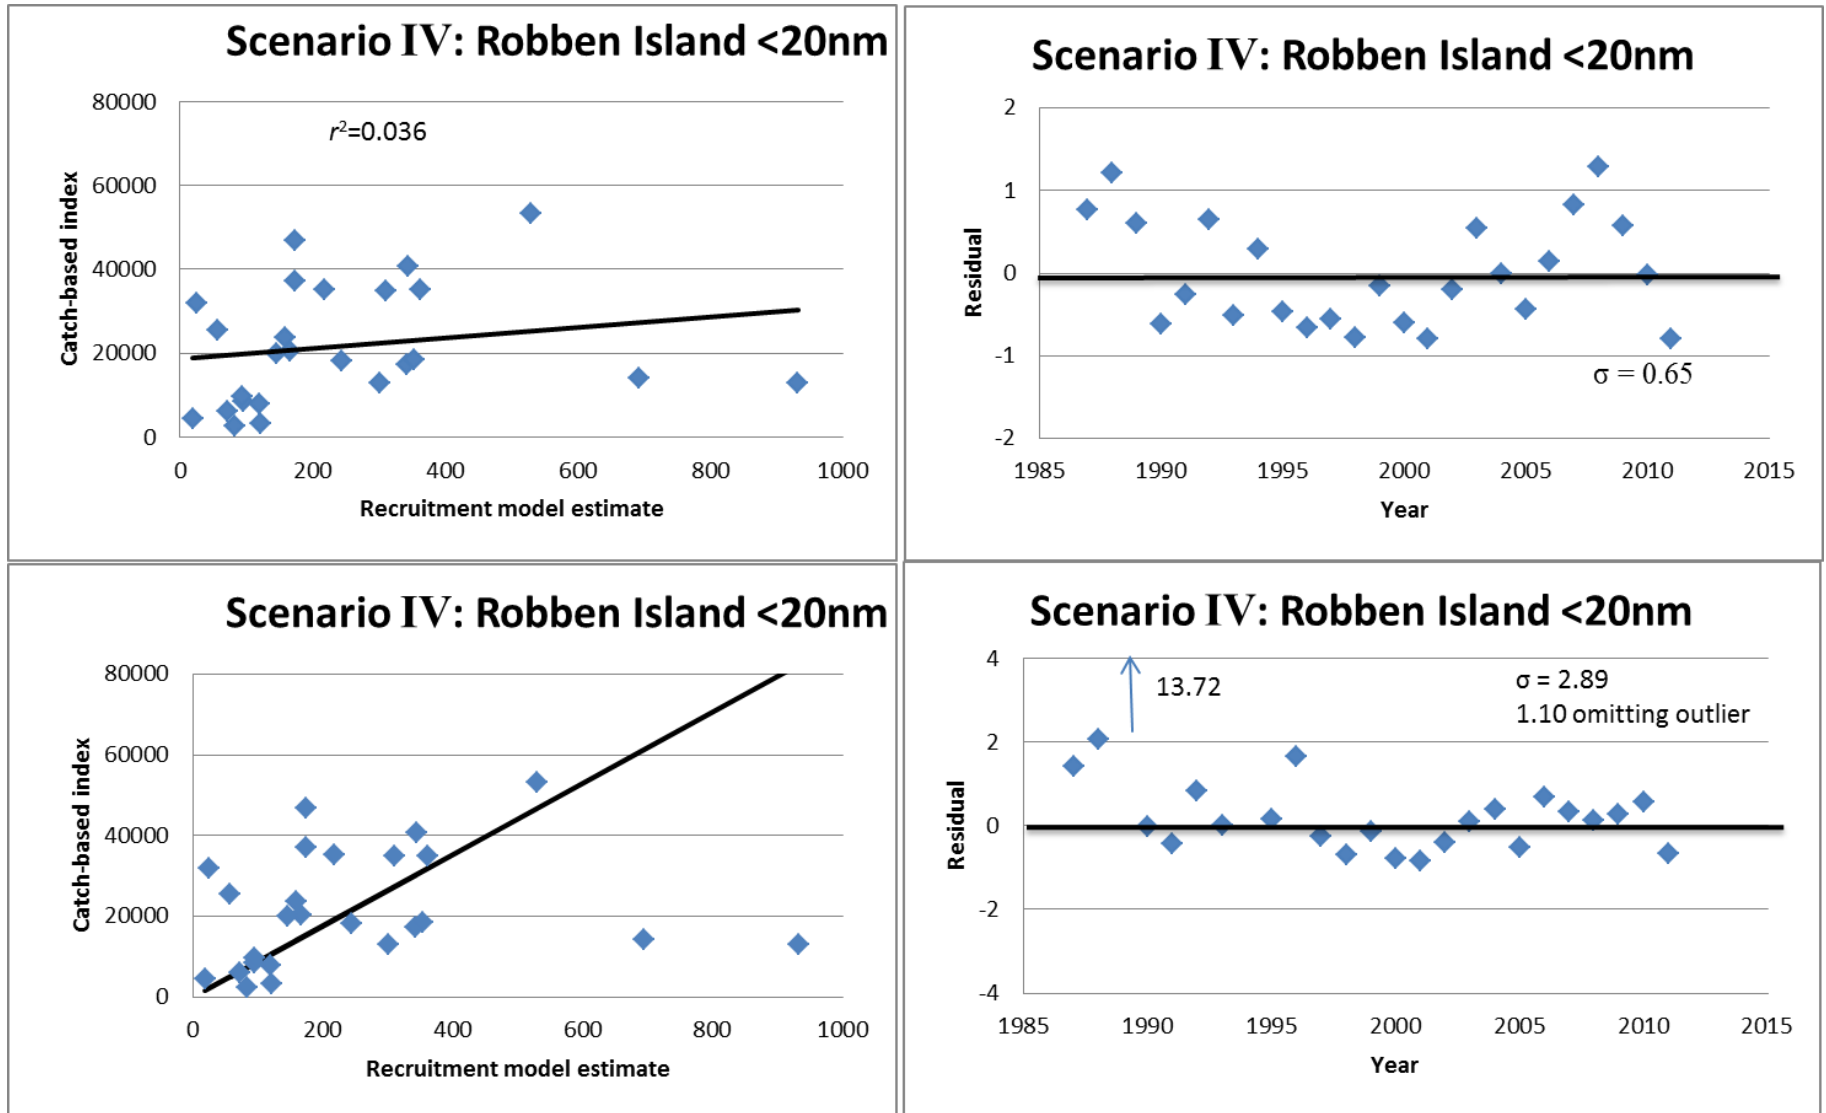 Scenario IV: Robben Island <20nm
80000
r²=0.036
60000
Catch-based index
40000
20000
0
0 200 400 600 800 1000
Recruitment model estimate
Scenario IV: Robben Island <20nm
2
1
Residual
0
-1
σ = 0.65
-2
1985 1990 1995 2000 2005 2010 2015
Year
Scenario IV: Robben Island <20nm
80000
60000
Catch-based index
40000
20000
0
0 200 400 600 800 1000
Recruitment model estimate
Scenario IV: Robben Island <20nm
4
13.72
σ = 2.89
1.10 omitting outlier
2
Residual
0
-2
-4
1985 1990 1995 2000 2005 2010 2015
Year